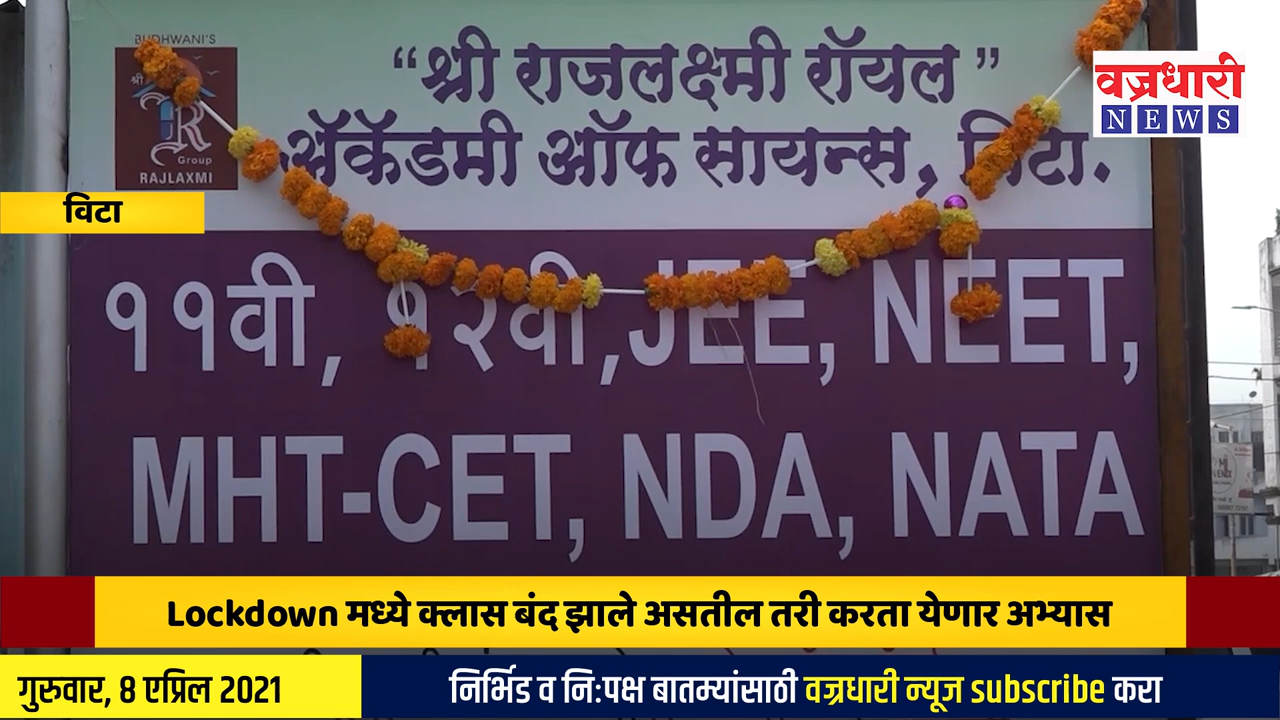 BUDHWANI'S
श्री
R
Group
RAJLAXMI
“श्री राजलक्ष्मी रॉयल”
ॲकॅडमी ऑफ सायन्स, विटा.
वज्रधारी
NEWS
विटा
११वी, १२वी,JEE, NEET,
MHT-CET, NDA, NATA
Lockdown मध्ये क्लास बंद झाले असतील तरी करता येणार अभ्यास
गुरुवार, 8 एप्रिल 2021
निर्भिड व नि:पक्ष बातम्यांसाठी वज्रधारी न्यूज subscribe करा